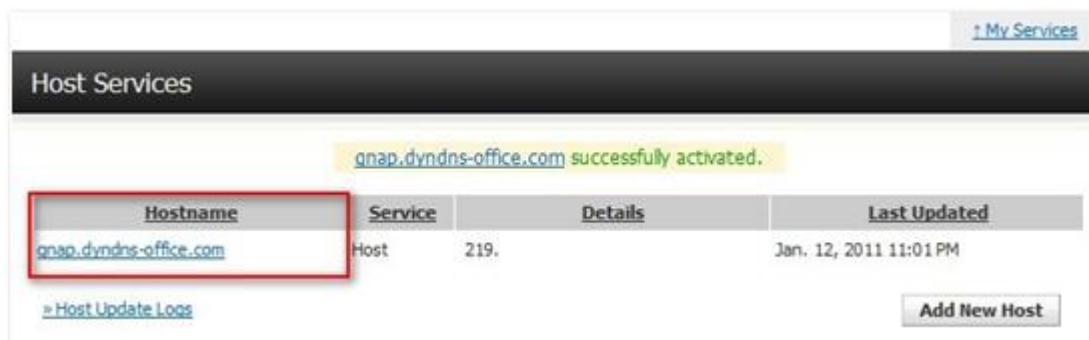 ↑ My Services
Host Services
qnap.dyndns-office.com successfully activated.
Hostname Service Details Last Updated
qnap.dyndns-office.com Host 219. Jan. 12, 2011 11:01 PM
» Host Update Logs Add New Host